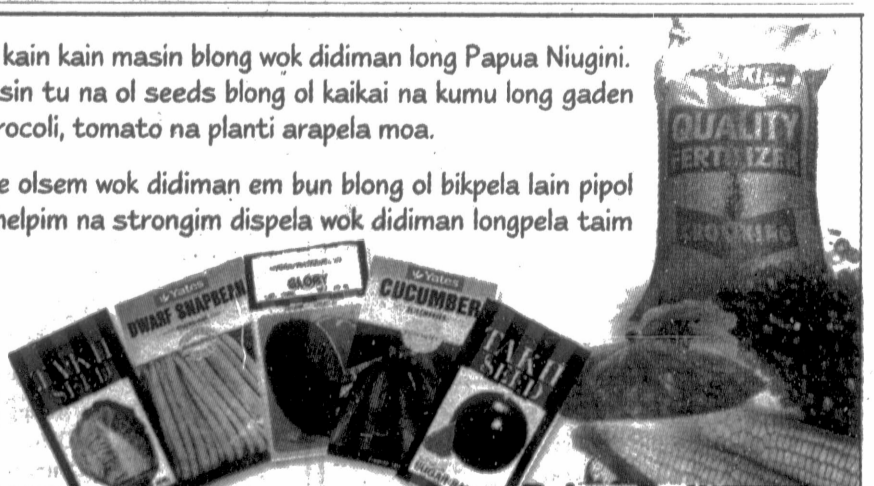 kain kain masin blong wok didiman long Papua Niugini.
sin tu na ol seeds blong ol kaikai na kumu long gaden
rocoli, tomato na planti arapela moa.
e olsem wok didiman em bun blong ol bikpela lain pipol
helpim na strongim dispela wok didiman longpela taim
QUALITY
FERTILIZER
Yates
DWARF SNAPBEAN
GLORY
Yates
CUCUMBER
TAKII
SEED
TAKII
SEED